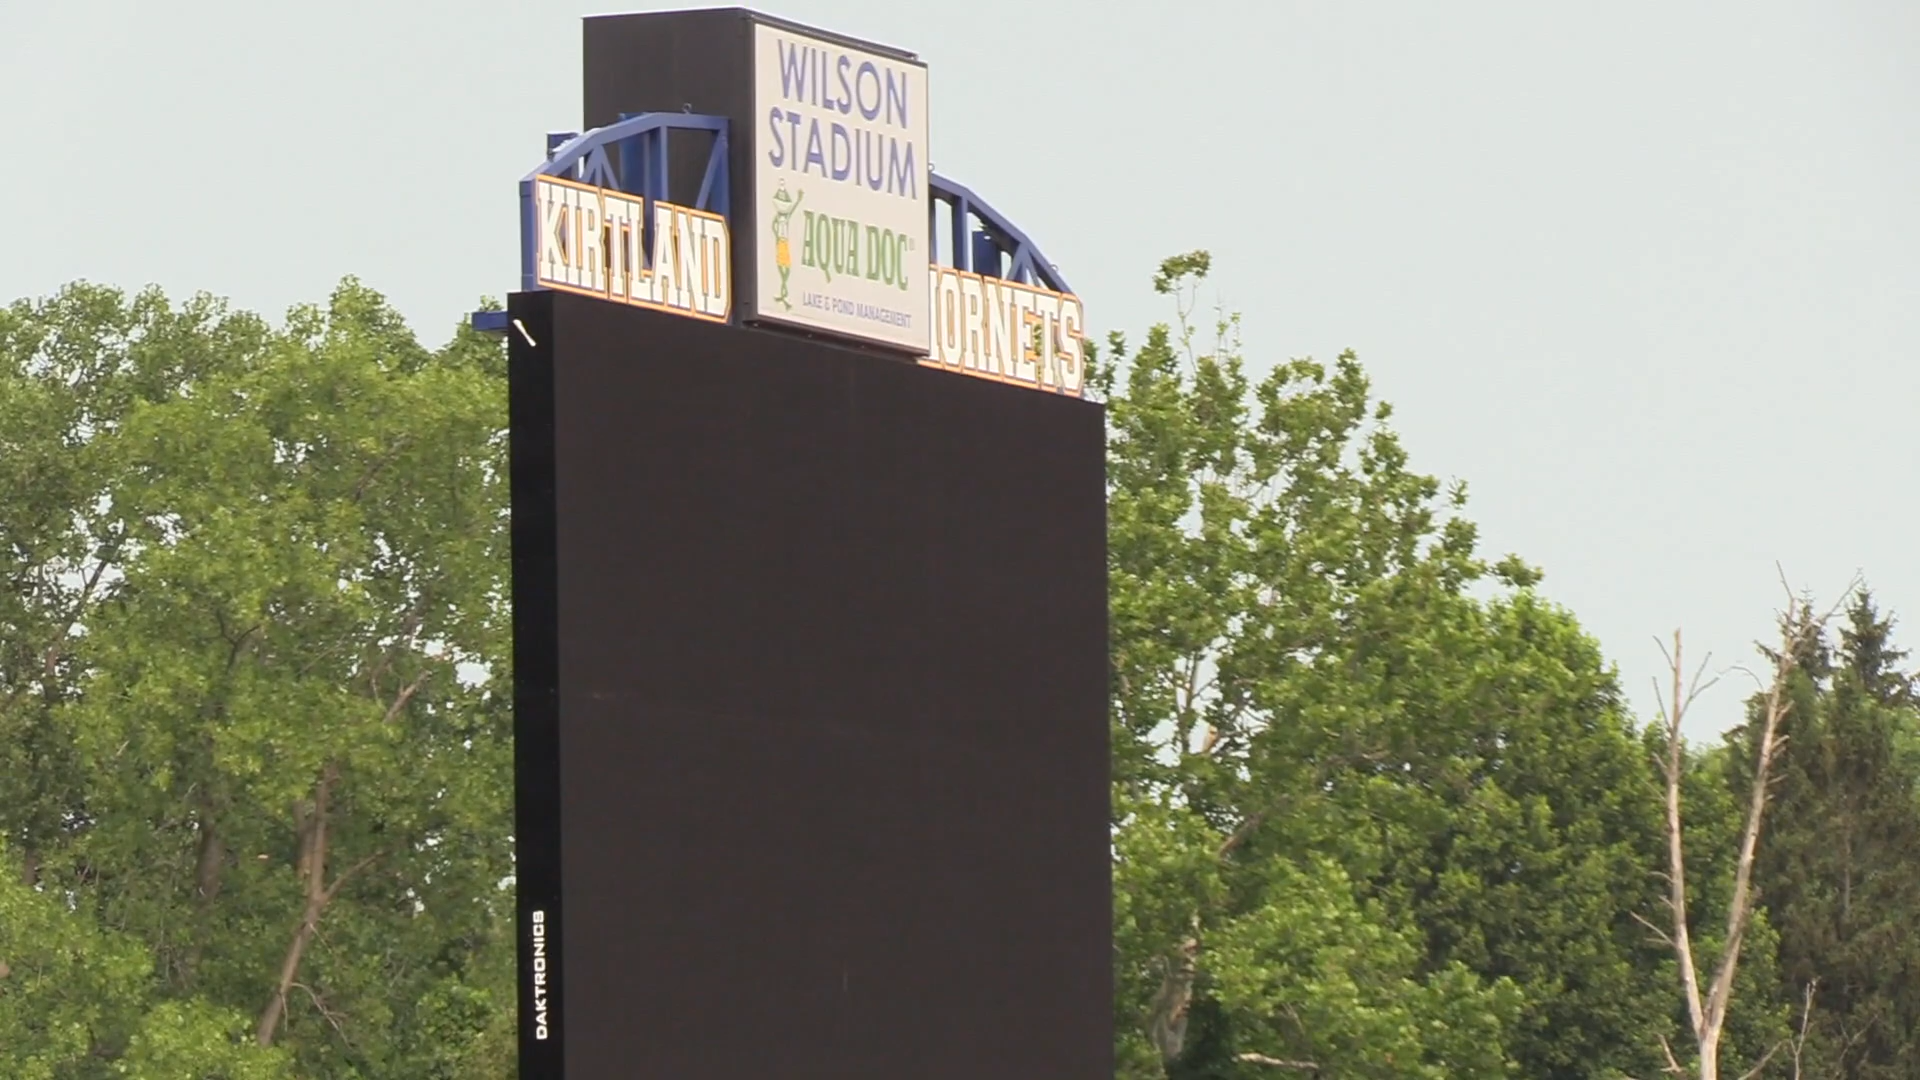 WILSON
STADIUM
AQUA DOC®
LAKE & POND MANAGEMENT
KIRTLAND
HORNETS
DAKTRONICS